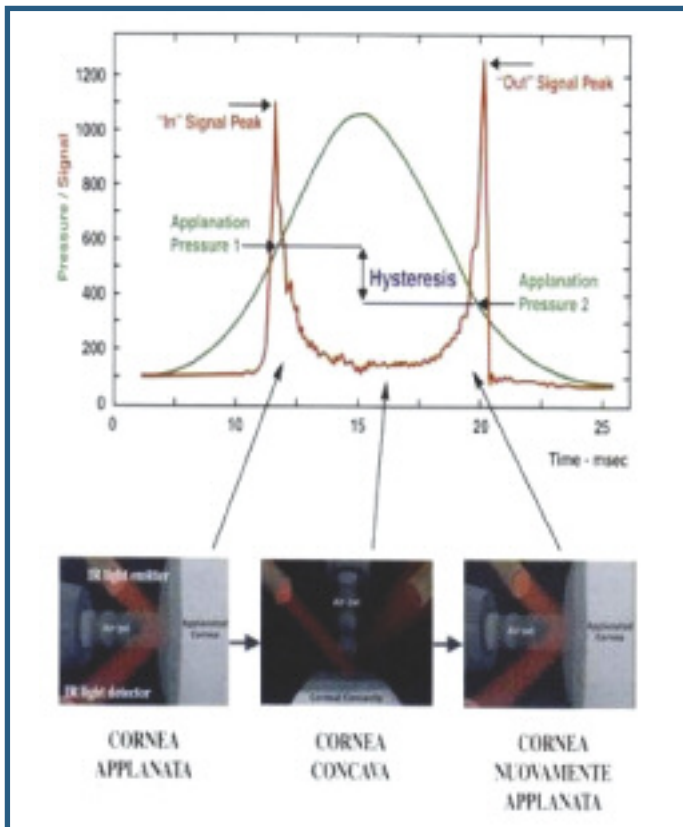 1200
"Out" Signal Peak
"In" Signal Peak
1000
800
Pressure / Signal
Applanation
Pressure 1
600
Hysteresis
400
Applanation
Pressure 2
200
0
0
10
15
20
25
Time - msec
IR light emitter
Air Jet
Applanated
Cornea
IR light detector
Air Jet
Corneal Concavity
Air Jet
Applanated
Cornea
CORNEA
APPLANATA
CORNEA
CONCAVA
CORNEA
NUOVAMENTE
APPLANATA